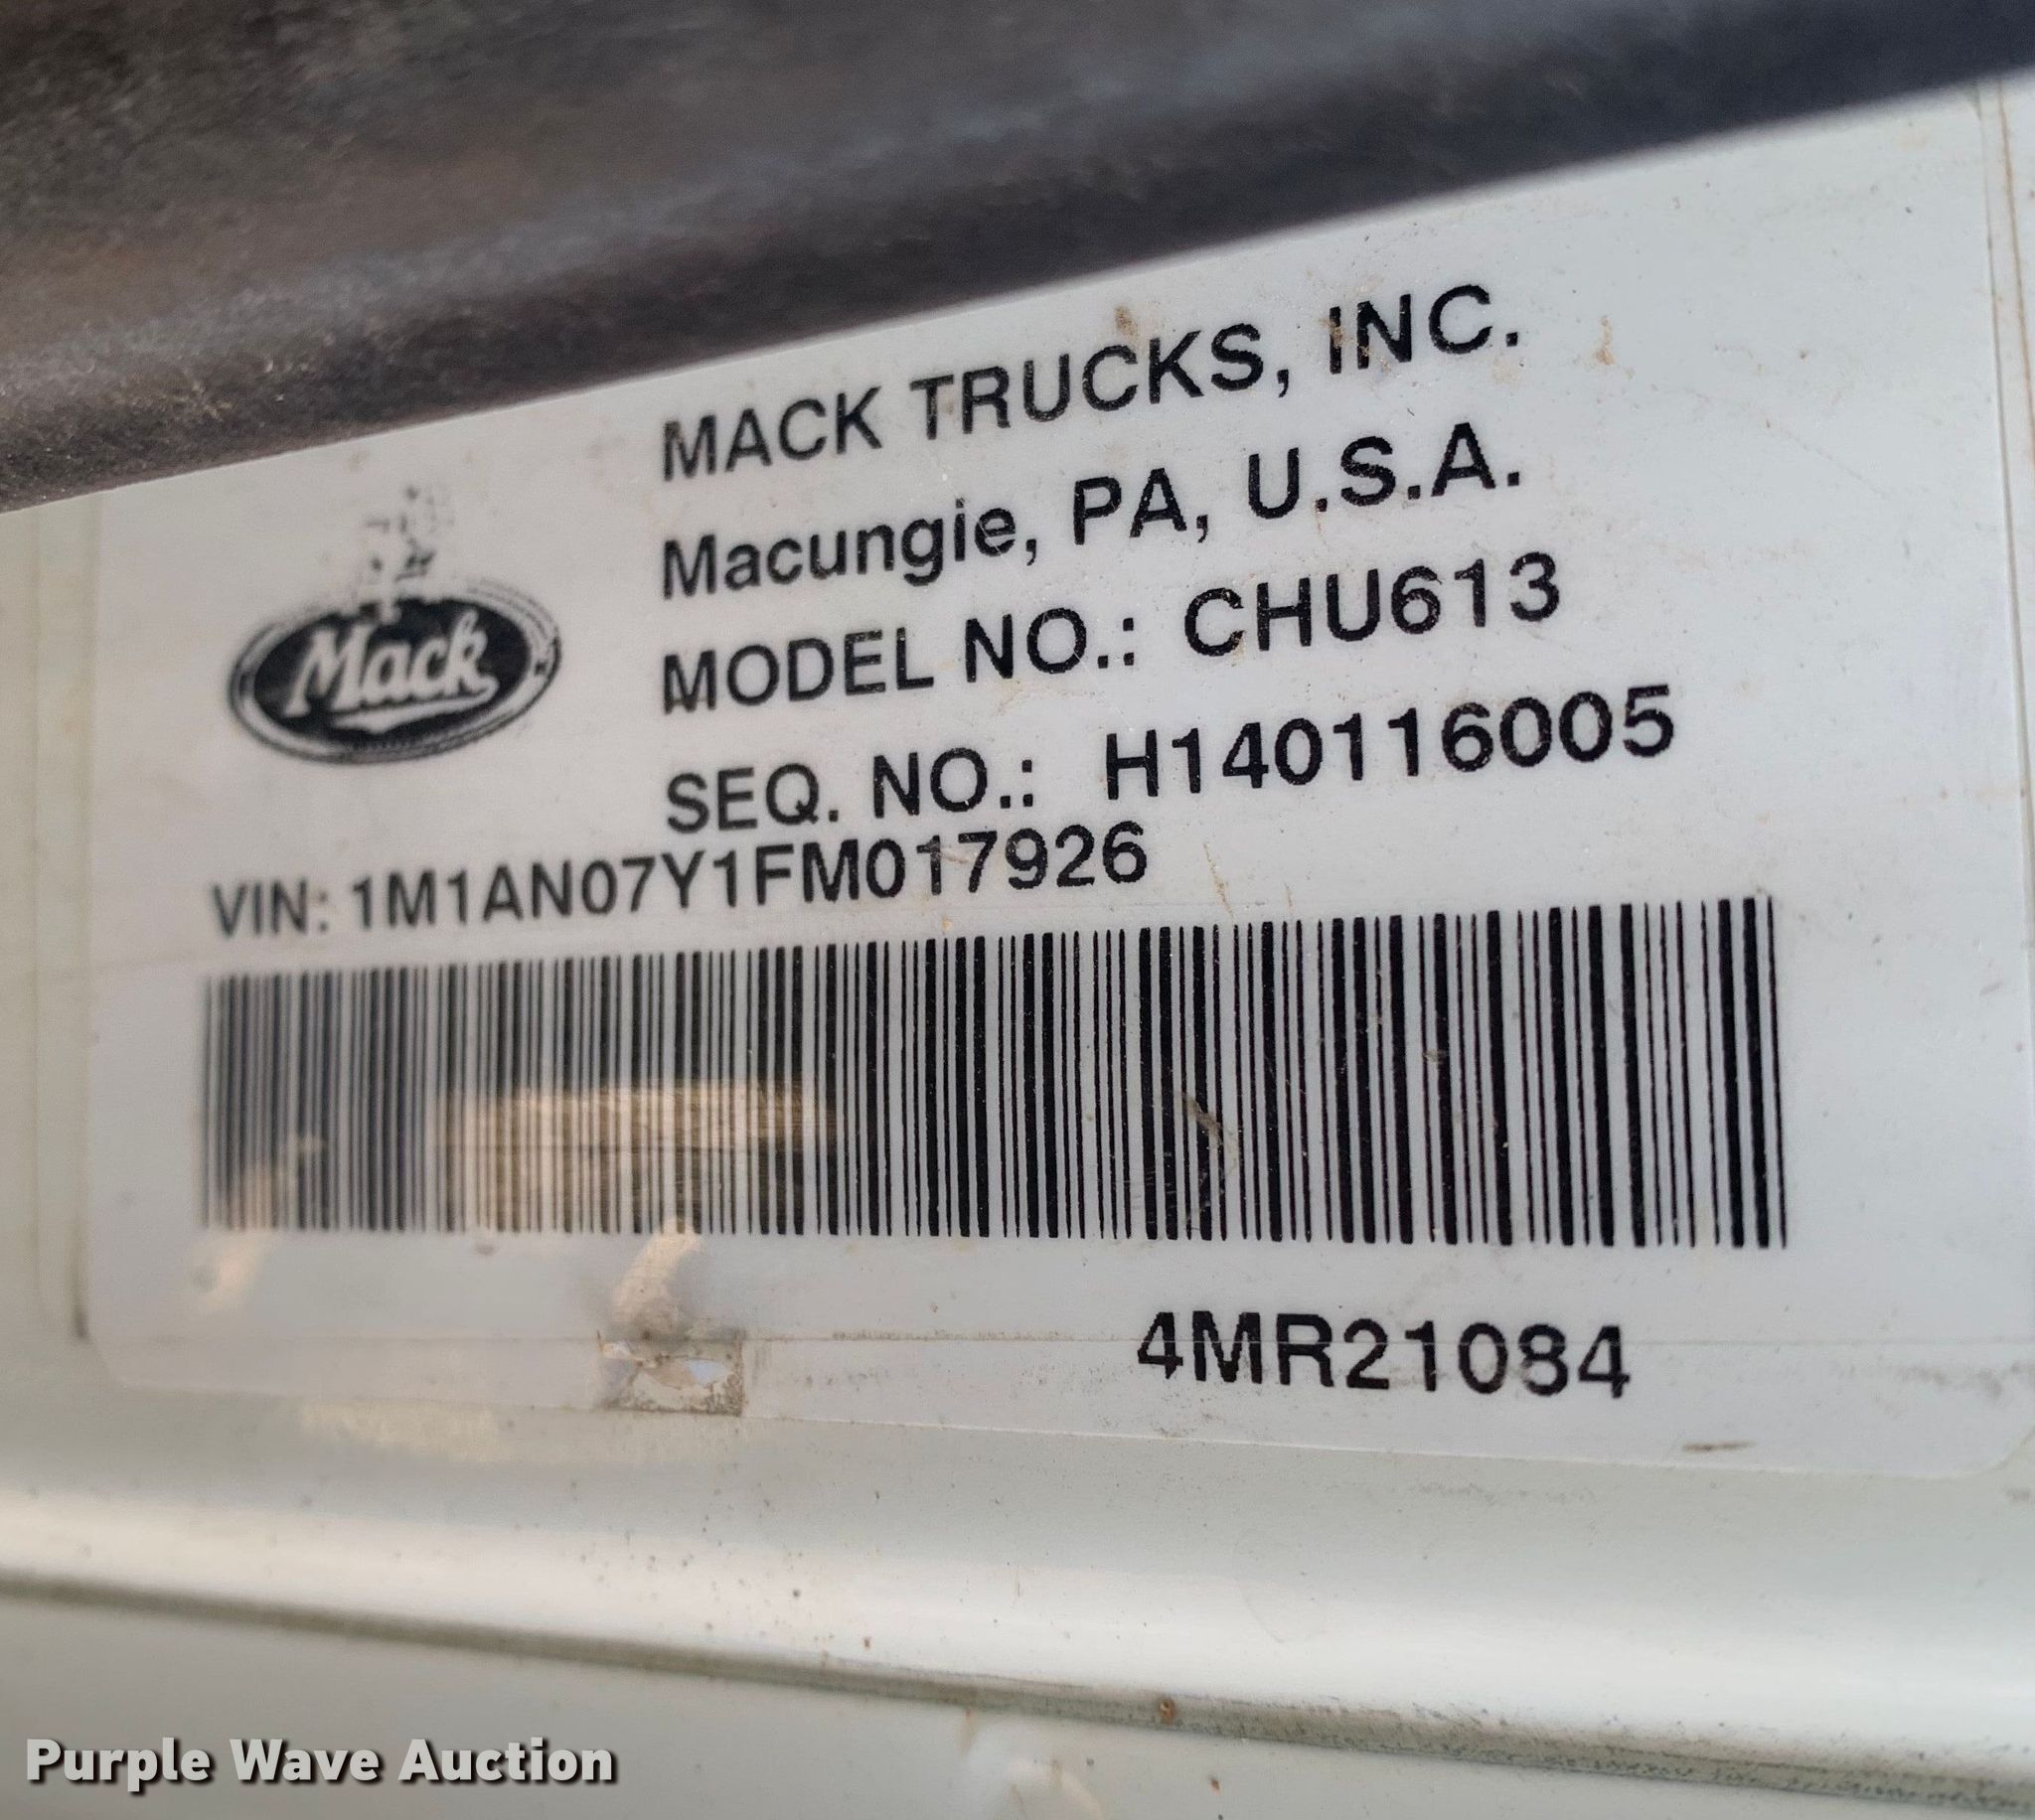 MACK TRUCKS, INC.
Macungie, PA, U.S.A.
MODEL NO.: CHU613
Mack
SEQ. NO.: H140116005
VIN: 1M1AN07Y1FM017926
4MR21084
Purple Wave Auction